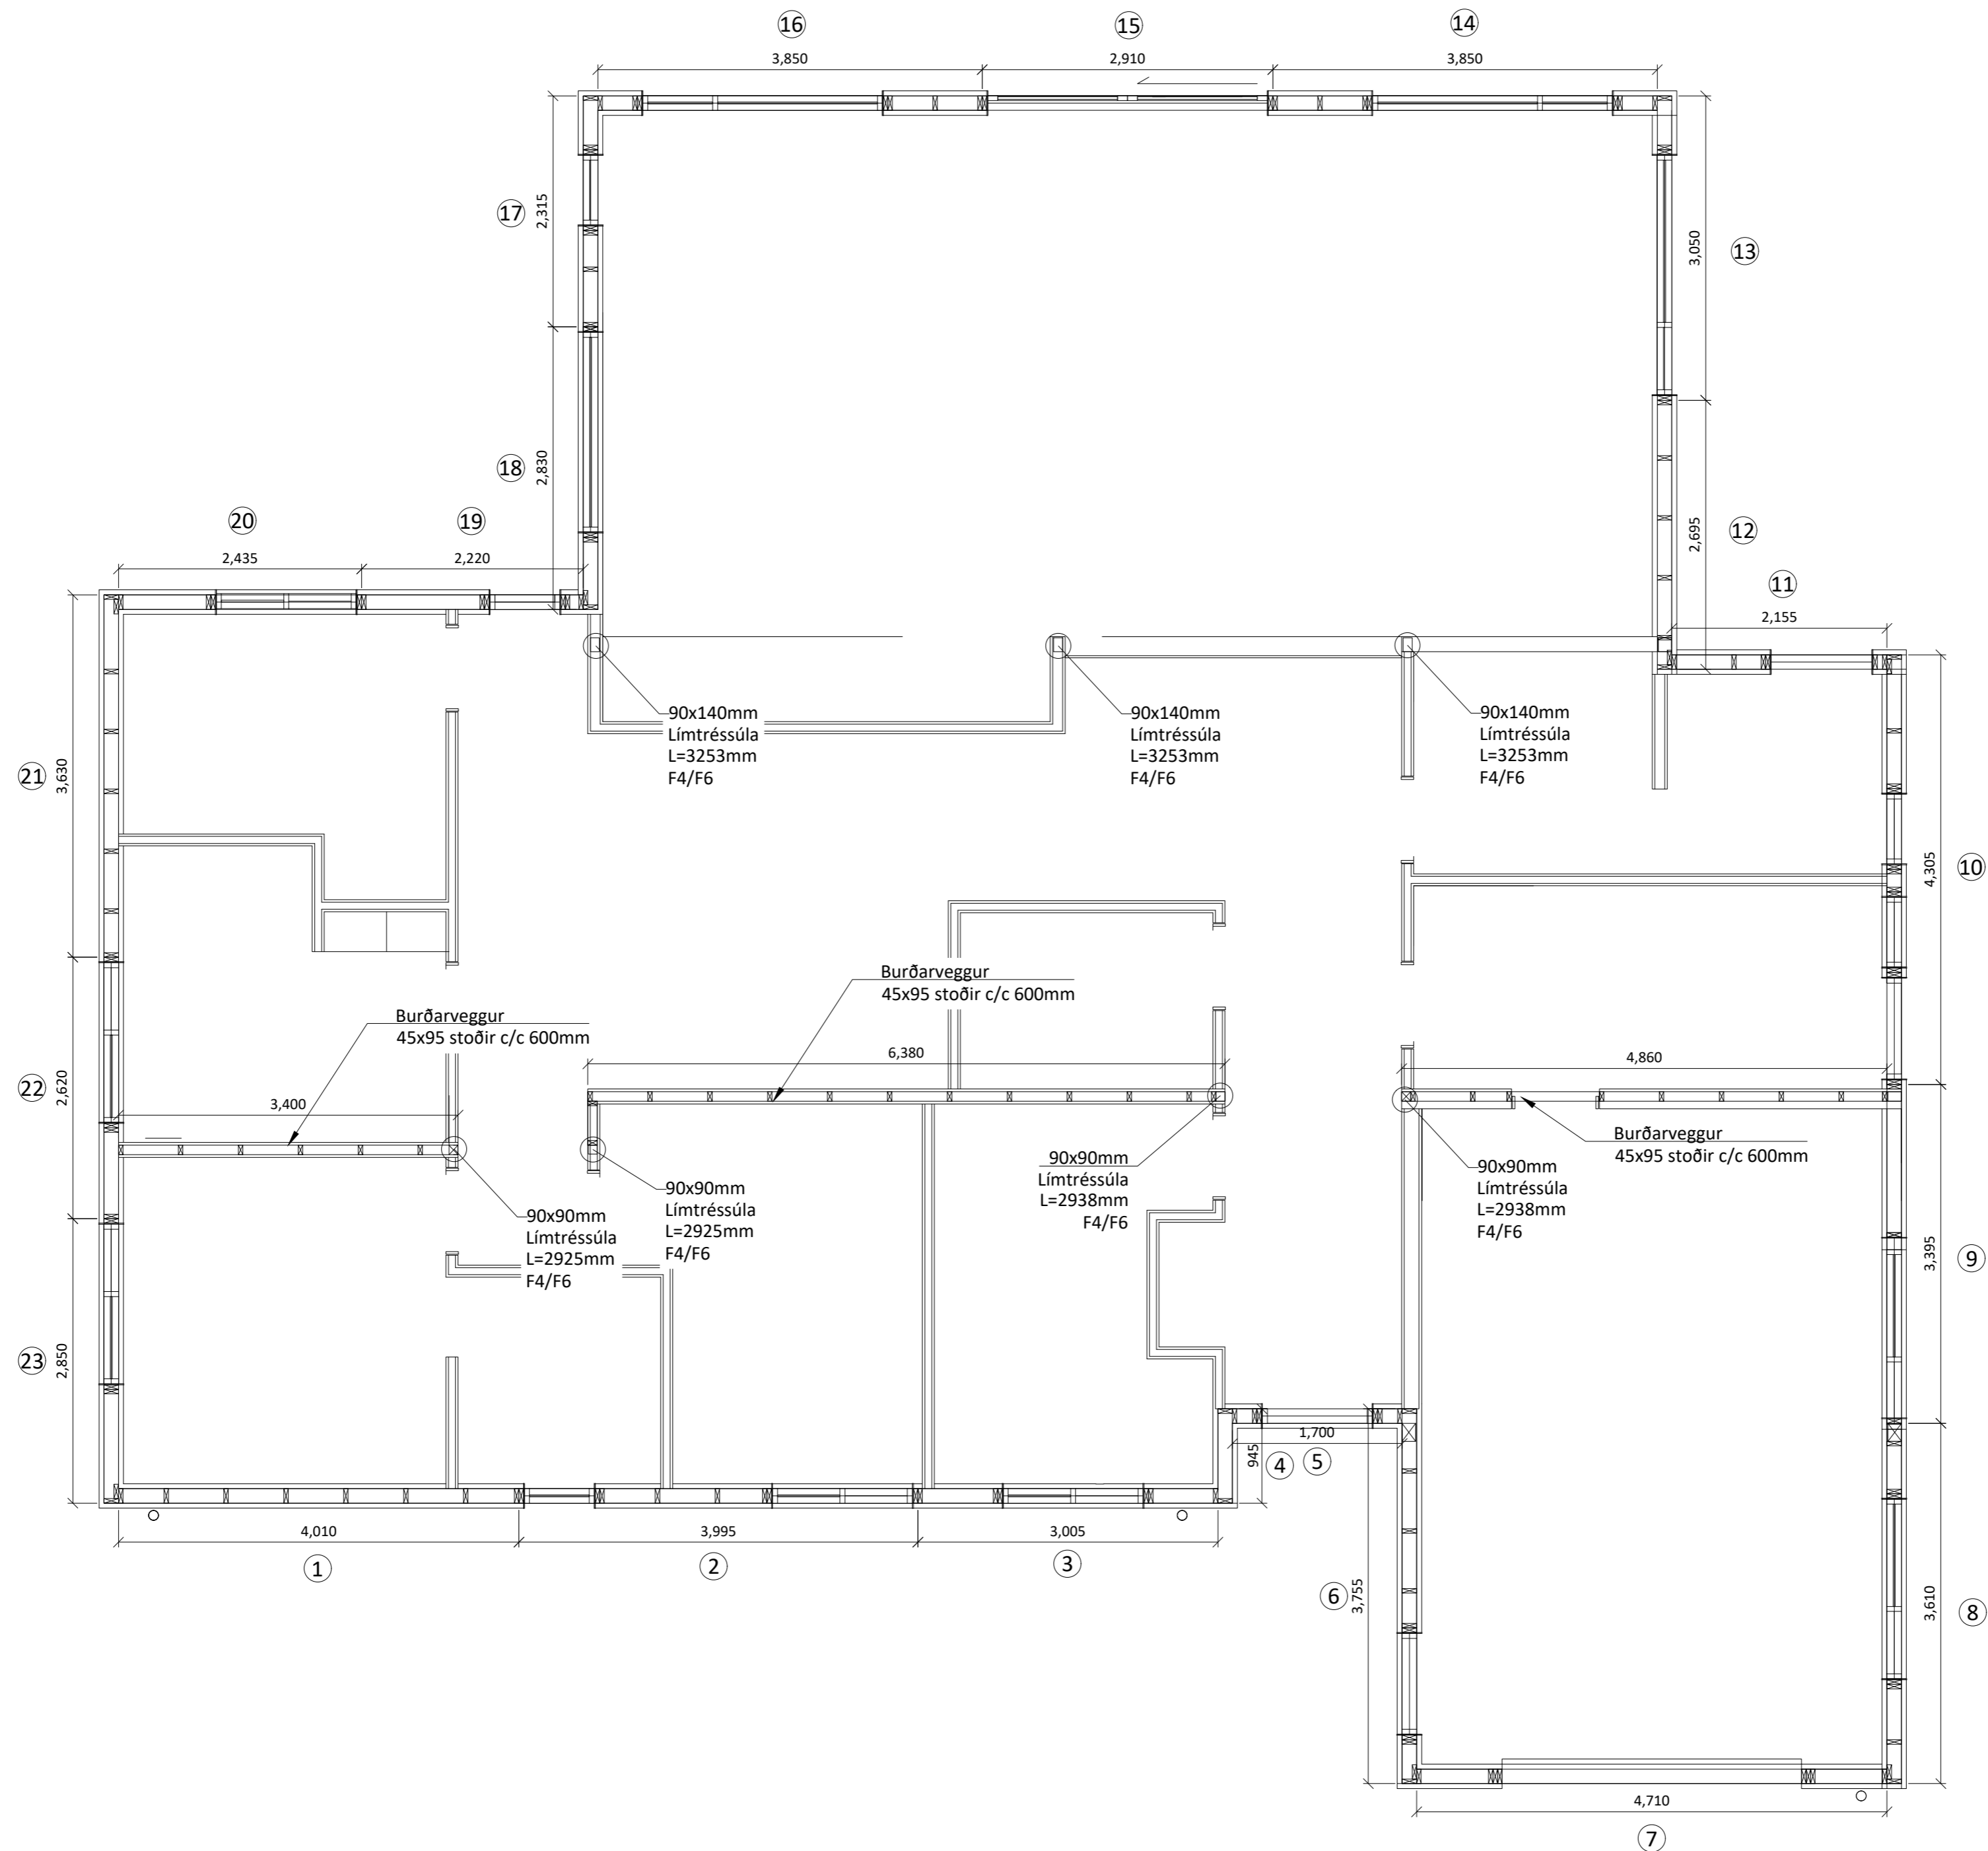 16
15
14
3,850
2,910
3,850
17
2,315
3,050
13
18
2,830
20
19
2,435
2,220
2,695
12
11
2,155
90x140mm
Límtréssúla
L=3253mm
F4/F6
90x140mm
Límtréssúla
L=3253mm
F4/F6
90x140mm
Límtréssúla
L=3253mm
F4/F6
21
3,630
4,305
10
Burðarveggur
45x95 stoðir c/c 600mm
Burðarveggur
45x95 stoðir c/c 600mm
6,380
4,860
22
2,620
3,400
Burðarveggur
45x95 stoðir c/c 600mm
90x90mm
Límtréssúla
L=2925mm
F4/F6
90x90mm
Límtréssúla
L=2925mm
F4/F6
90x90mm
Límtréssúla
L=2938mm
F4/F6
90x90mm
Límtréssúla
L=2938mm
F4/F6
3,395
9
23
2,850
945
4
1,700
5
4,010
3,995
3,005
1
2
3
6
3,755
3,610
8
4,710
7